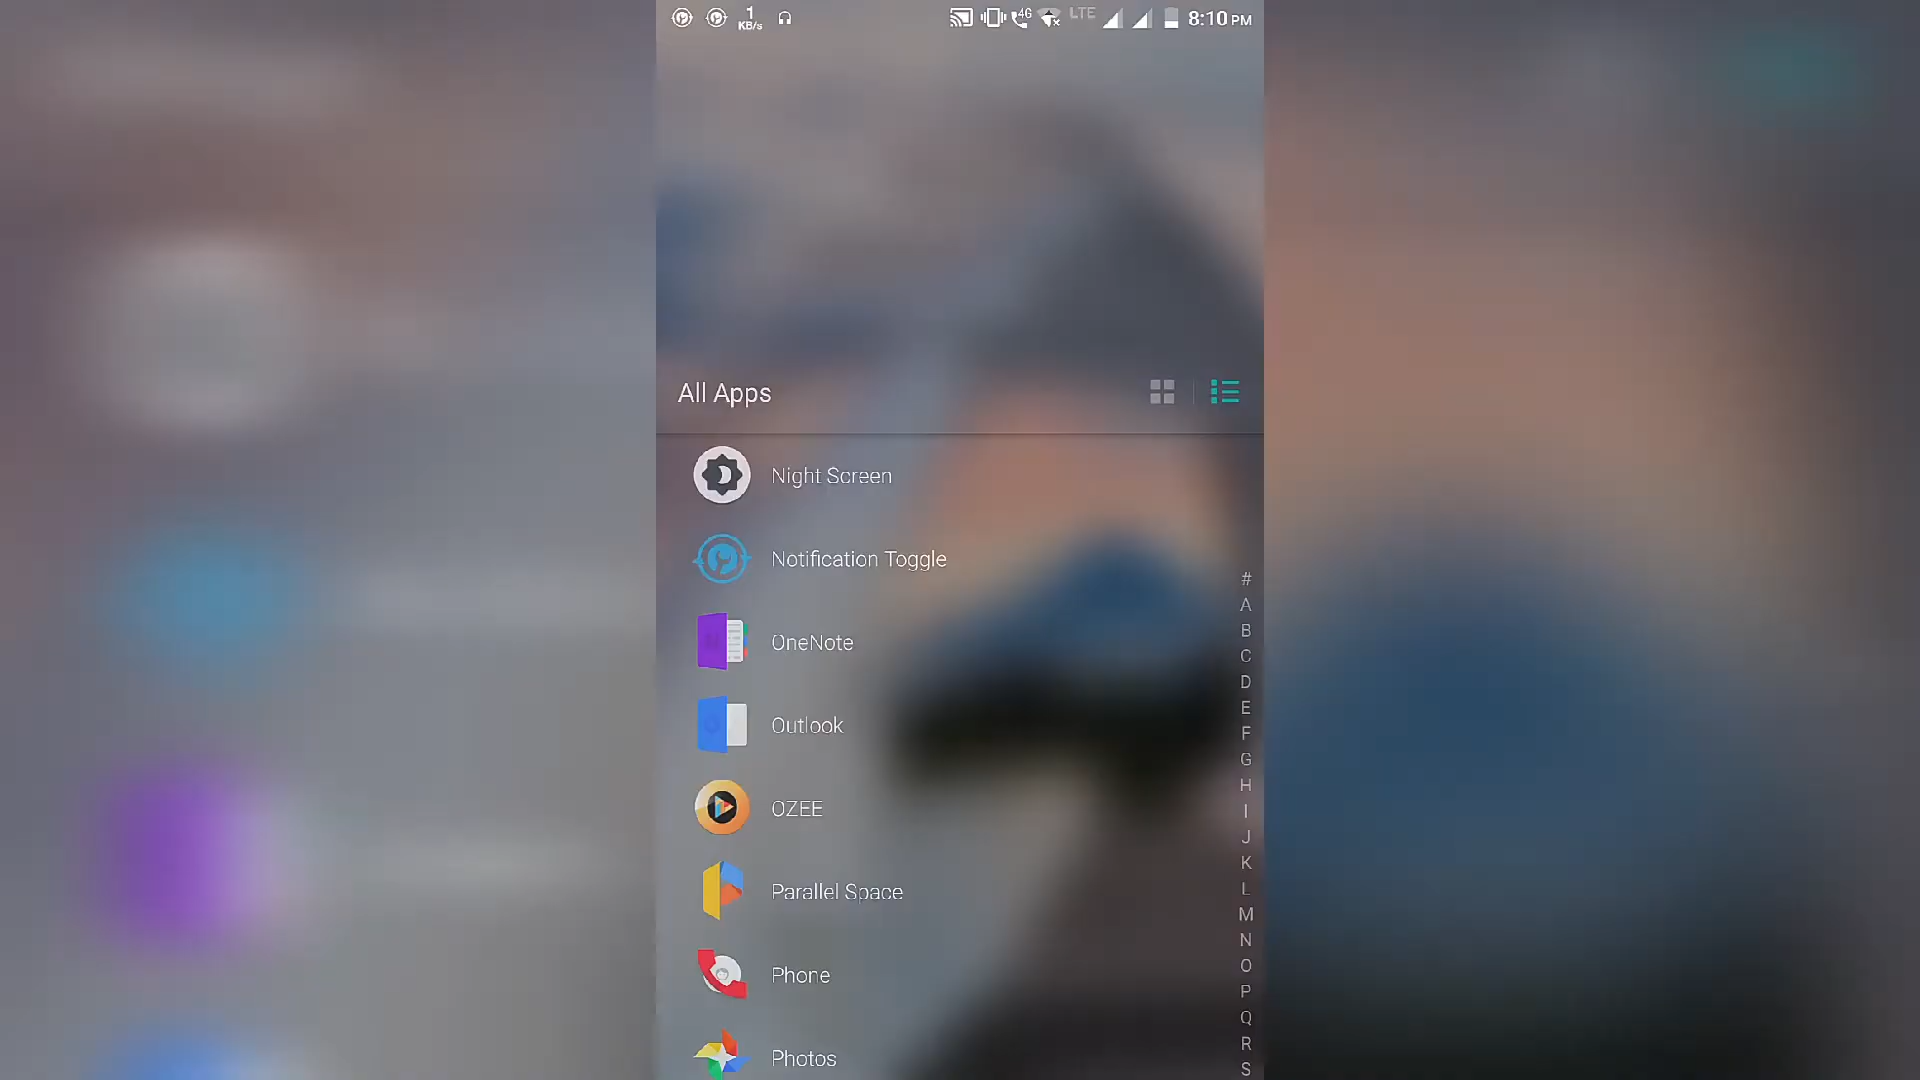 1
KB/s
4G
LTE
8:10 PM
All Apps
Night Screen
Notification Toggle
OneNote
Outlook
OZEE
Parallel Space
Phone
Photos
#
A
B
C
D
E
F
G
H
I
J
K
L
M
N
O
P
Q
R
S